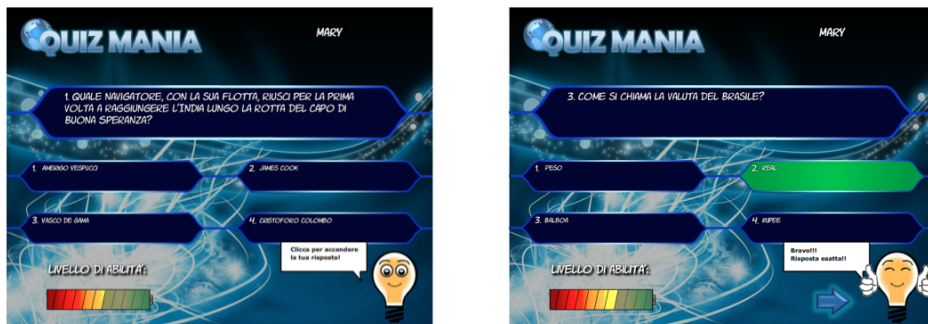 QUIZ MANIA
MARY
1. QUALE NAVIGATORE, CON LA SUA FLOTTA, RIUSCÌ PER LA PRIMA
VOLTA A RAGGIUNGERE L'INDIA LUNGO LA ROTTA DEL CAPO DI
BUONA SPERANZA?
1. AMERIGO VESPUCCI
2. JAMES COOK
3. VASCO DE GAMA
4. CRISTOFORO COLOMBO
Clicca per accendere
la tua risposta!
LIVELLO DI ABILITA':
QUIZ MANIA
MARY
3. COME SI CHIAMA LA VALUTA DEL BRASILE?
1. PESO
2. REAL
3. BALBOA
4. RUPEE
Bravo!!!
Risposta esatta!!
LIVELLO DI ABILITA':